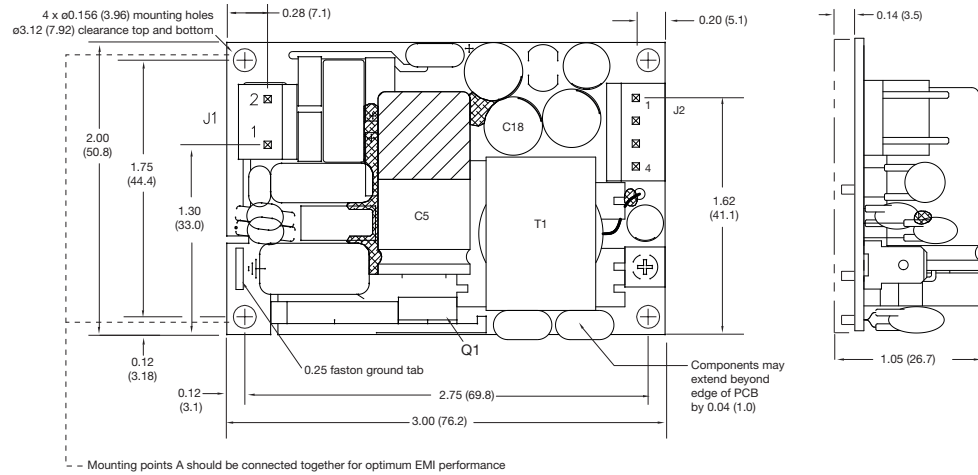 4 x ø0.156 (3.96) mounting holes
ø3.12 (7.92) clearance top and bottom
0.28 (7.1)
0.20 (5.1)
0.14 (3.5)
J1
2
1
C18
1
4
J2
2.00
(50.8)
1.75
(44.4)
1.30
(33.0)
1.62
(41.1)
C5
T1
Q1
0.12
(3.18)
0.25 faston ground tab
Components may
extend beyond
edge of PCB
by 0.04 (1.0)
1.05 (26.7)
0.12
(3.1)
2.75 (69.8)
3.00 (76.2)
Mounting points A should be connected together for optimum EMI performance